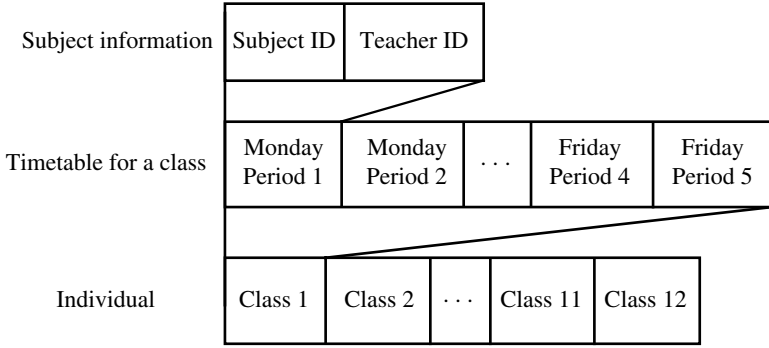 Subject information Subject ID Teacher ID
Timetable for a class Monday Period 1 Monday Period 2 · · · Friday Period 4 Friday Period 5
Individual Class 1 Class 2 · · · Class 11 Class 12